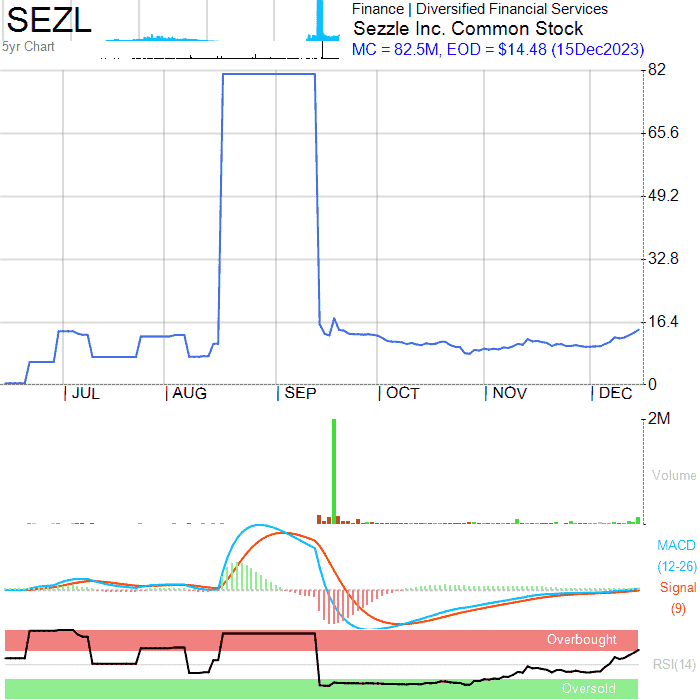 SEZL
5yr Chart
Finance | Diversified Financial Services
Sezzle Inc. Common Stock
MC = 82.5M, EOD = $14.48 (15Dec2023)
82
65.6
49.2
32.8
16.4
0
| JUL | AUG | SEP | OCT | NOV | DEC
2M
Volume
MACD
(12-26)
Signal
(9)
Overbought
RSI(14)
Oversold